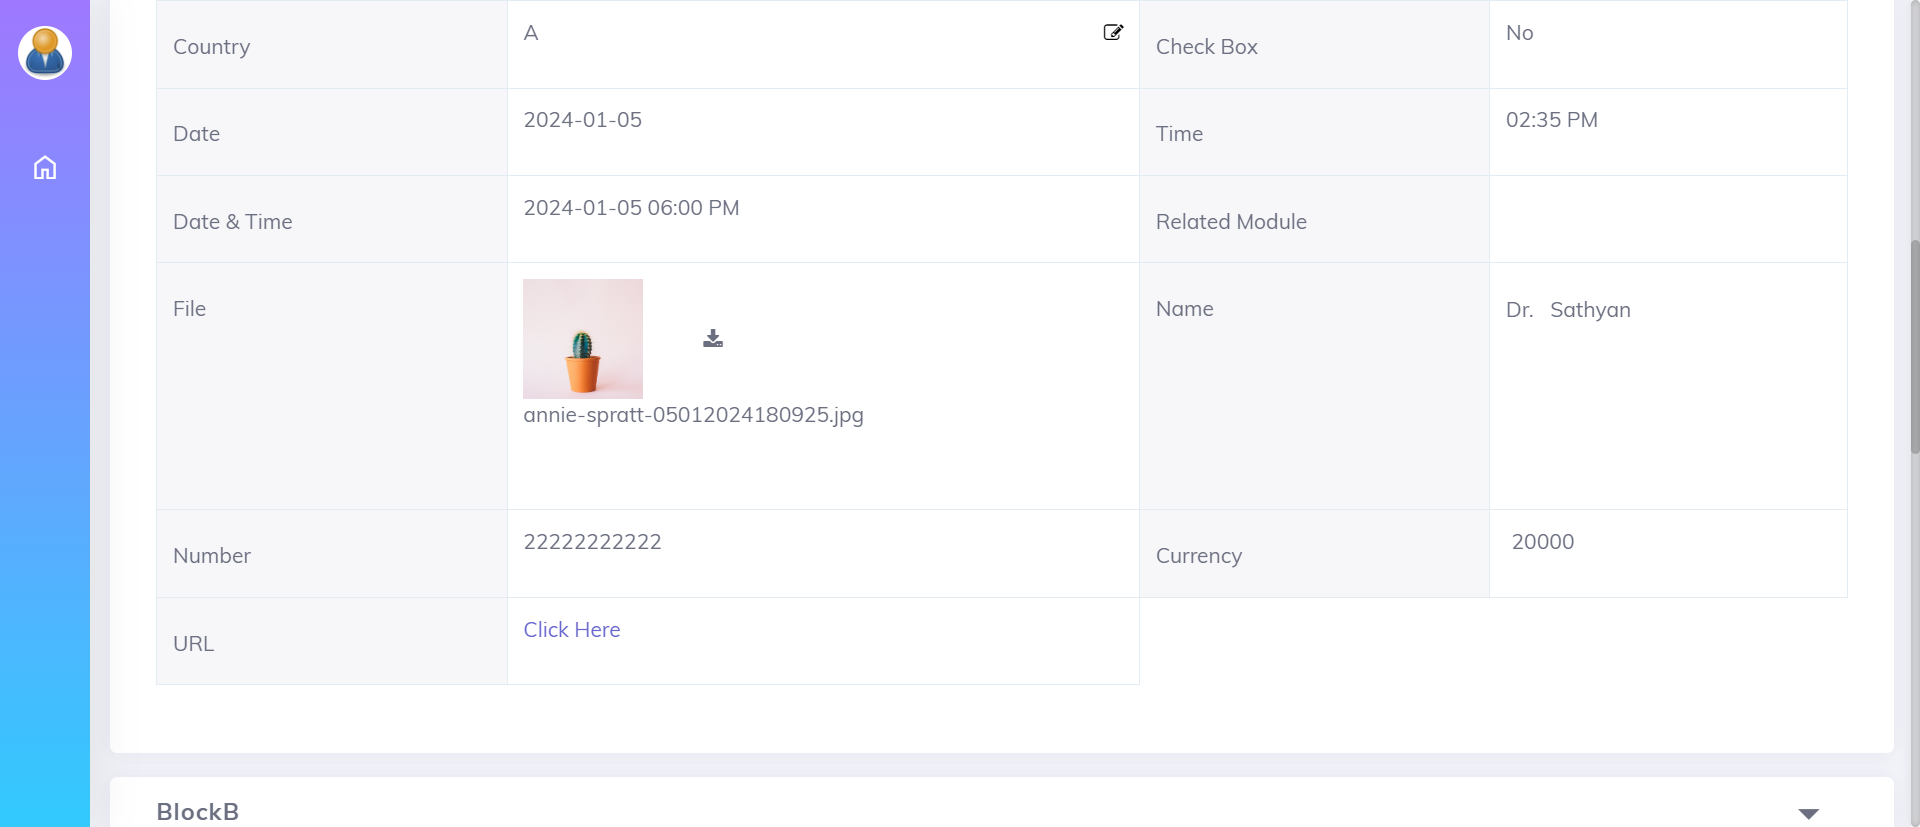 Country
A
Check Box
No
Date
2024-01-05
Time
02:35 PM
Date & Time
2024-01-05 06:00 PM
Related Module
File
annie-spratt-05012024180925.jpg
Name
Dr. Sathyan
Number
22222222222
Currency
20000
URL
Click Here
BlockB